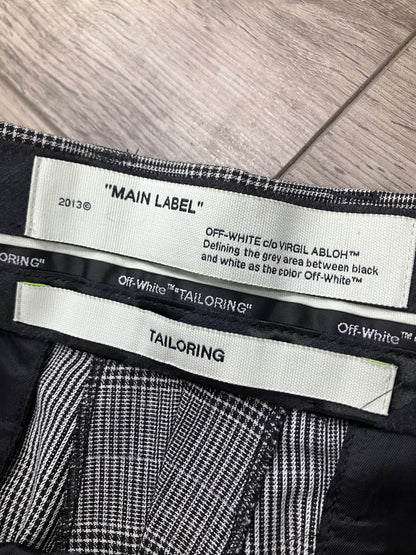 "MAIN LABEL"
2013©
OFF-WHITE c/o VIRGIL ABLOH™
Defining the grey area between black
and white as the color Off-White™
TAILORING"
Off-White™"TAILORING"
Off-White™
TAILORING